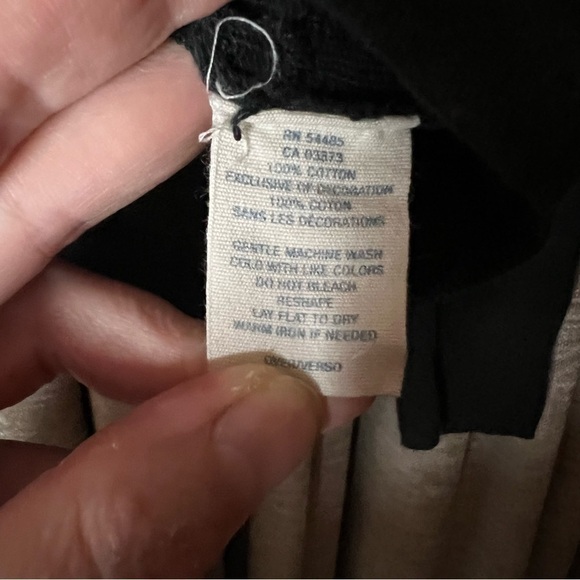 RN 54485
CA 03373
100% COTTON
EXCLUSIVE OF DECORATION
100% COTON
SANS LES DÉCORATIONS
GENTLE MACHINE WASH
COLD WITH LIKE COLORS
DO NOT BLEACH
RESHAPE
LAY FLAT TO DRY
WARM IRON IF NEEDED
OVER/VERSO